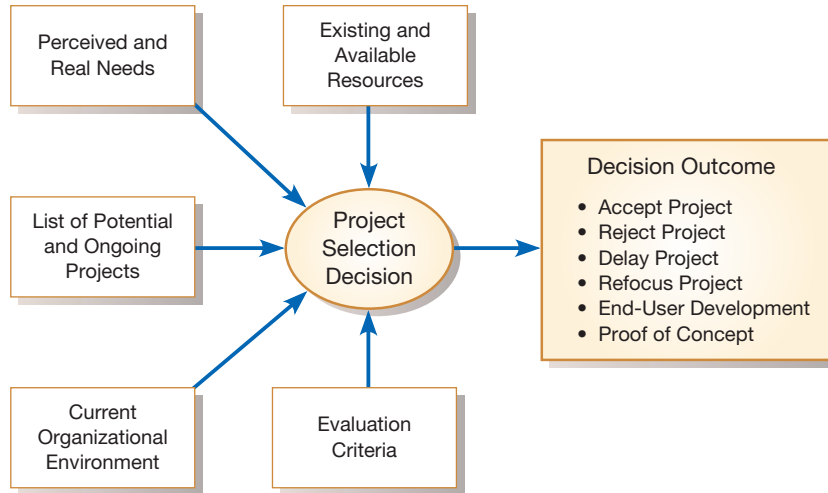 Perceived and
Real Needs
Existing and
Available
Resources
List of Potential
and Ongoing
Projects
Project
Selection
Decision
Current
Organizational
Environment
Evaluation
Criteria
Decision Outcome
• Accept Project
• Reject Project
• Delay Project
• Refocus Project
• End-User Development
• Proof of Concept